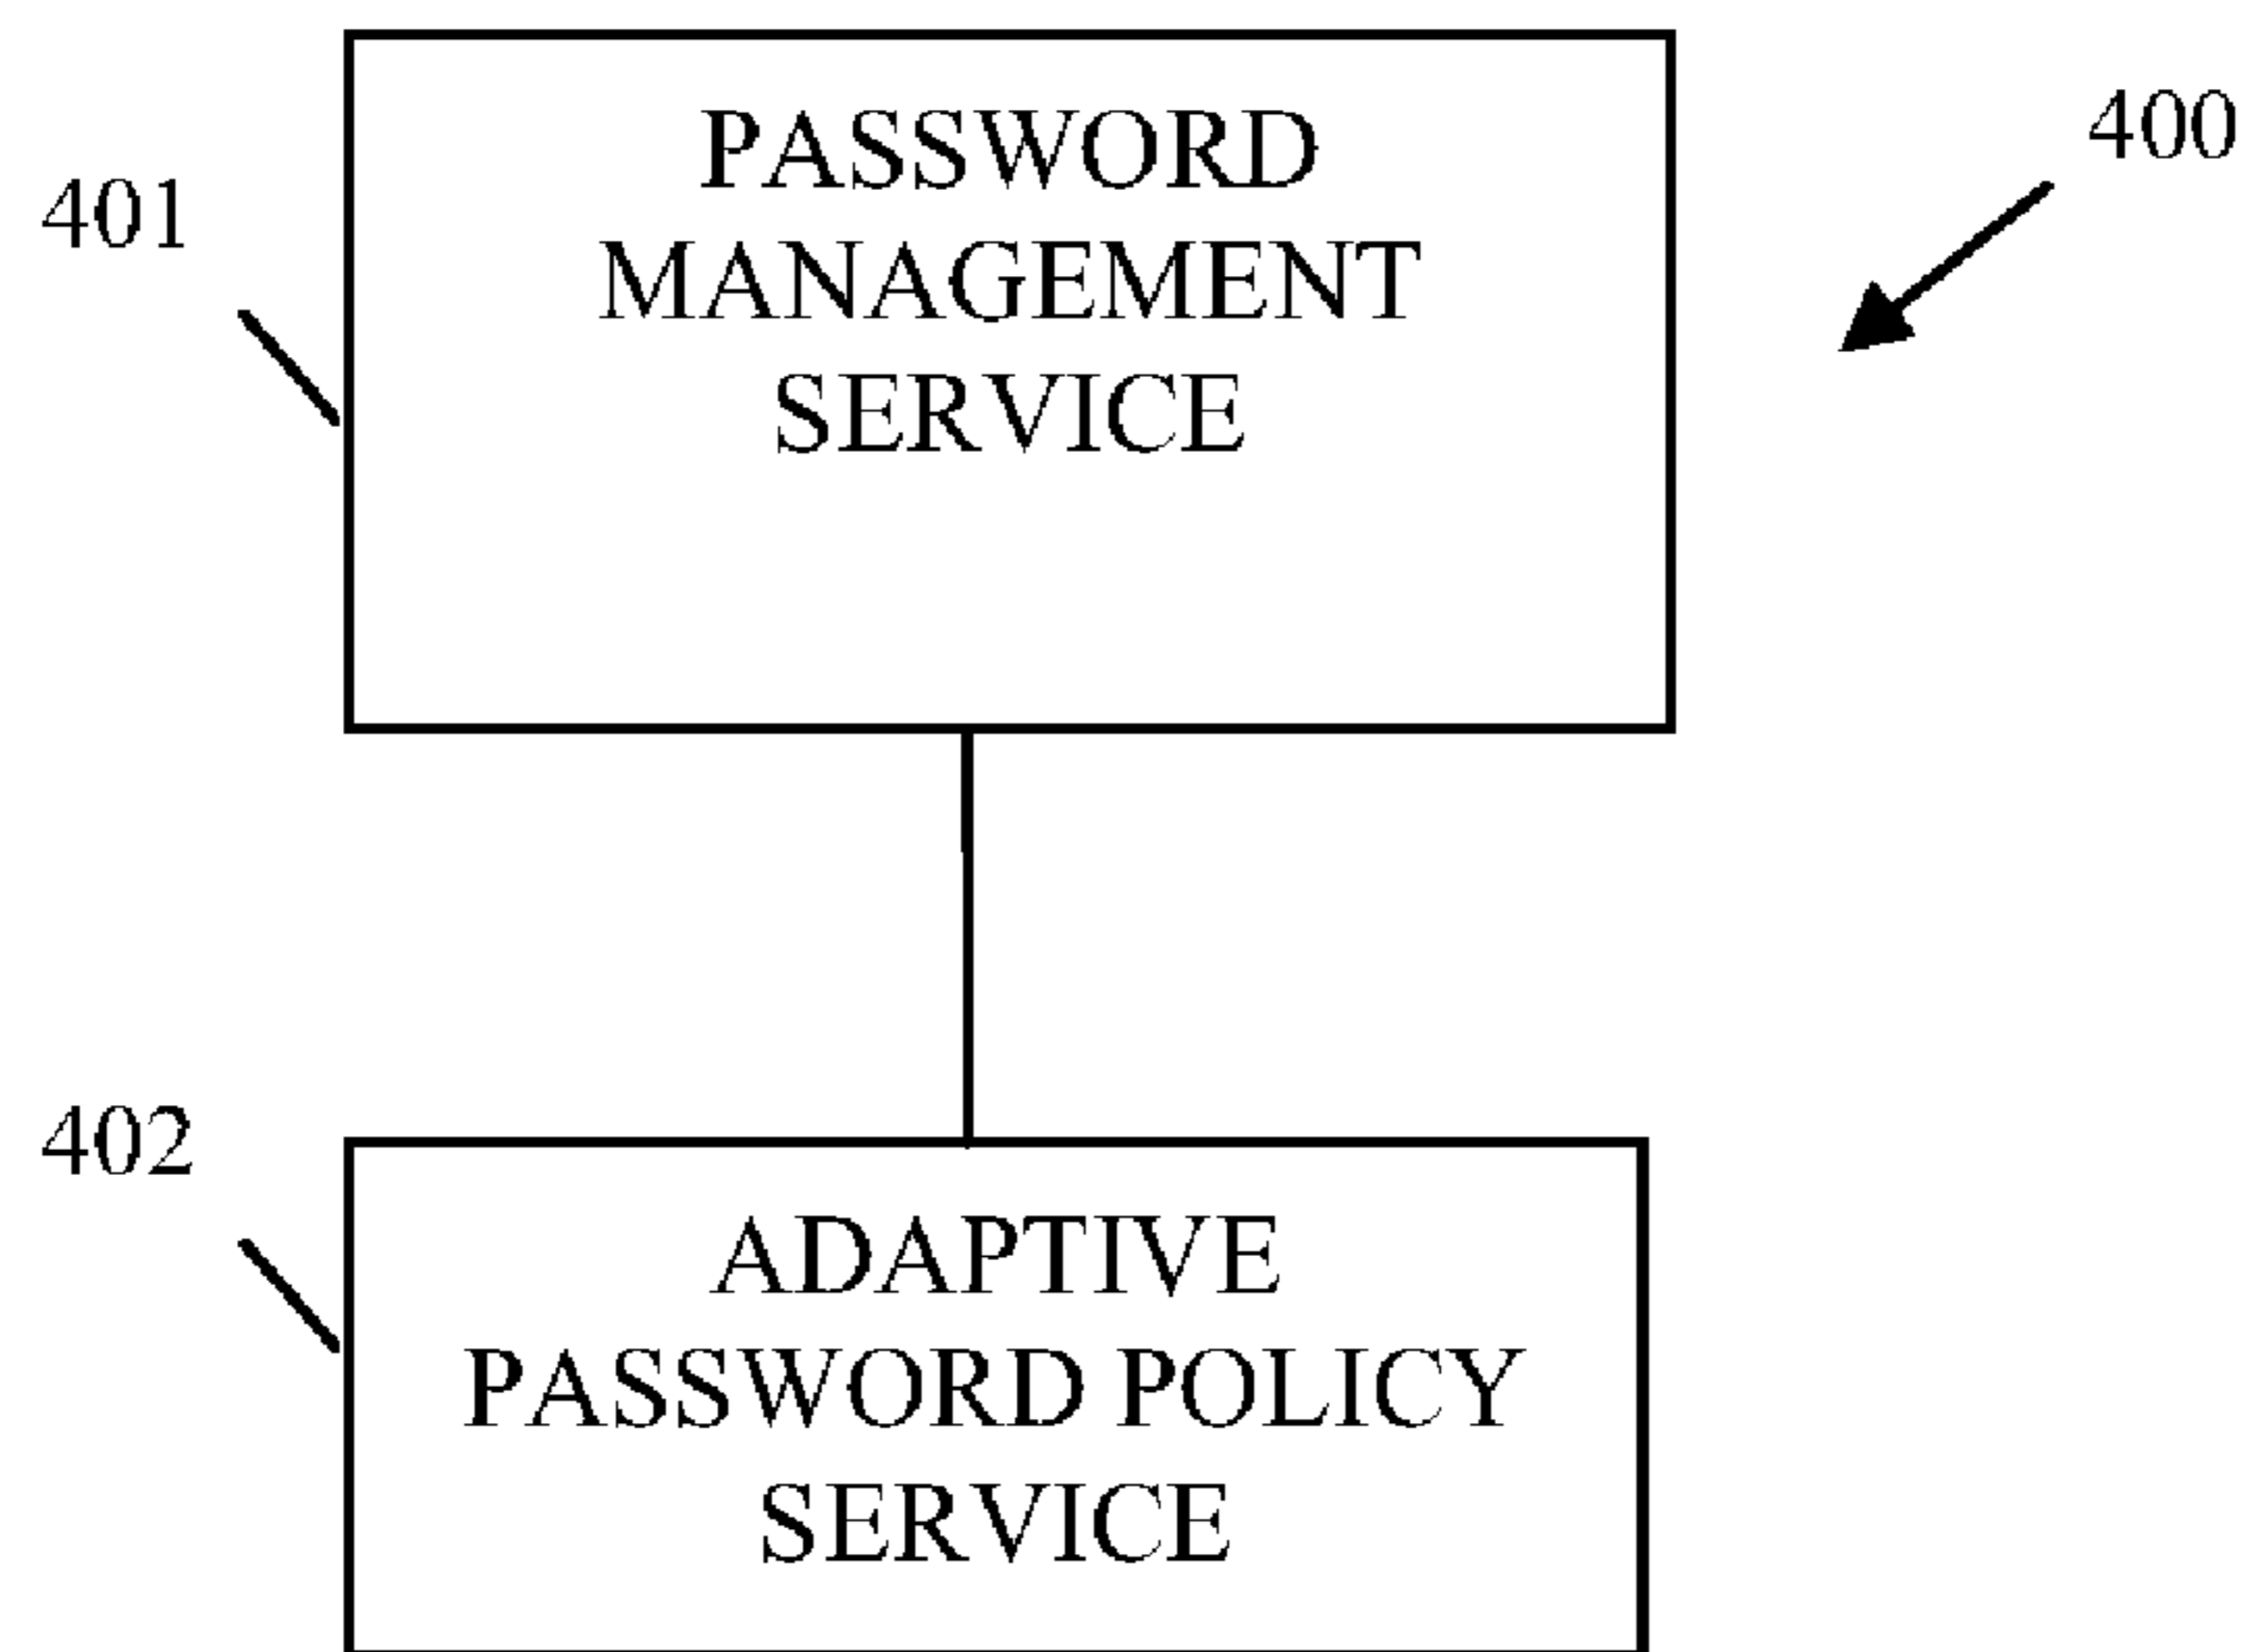 400
401
PASSWORD
MANAGEMENT
SERVICE
402
ADAPTIVE
PASSWORD POLICY
SERVICE